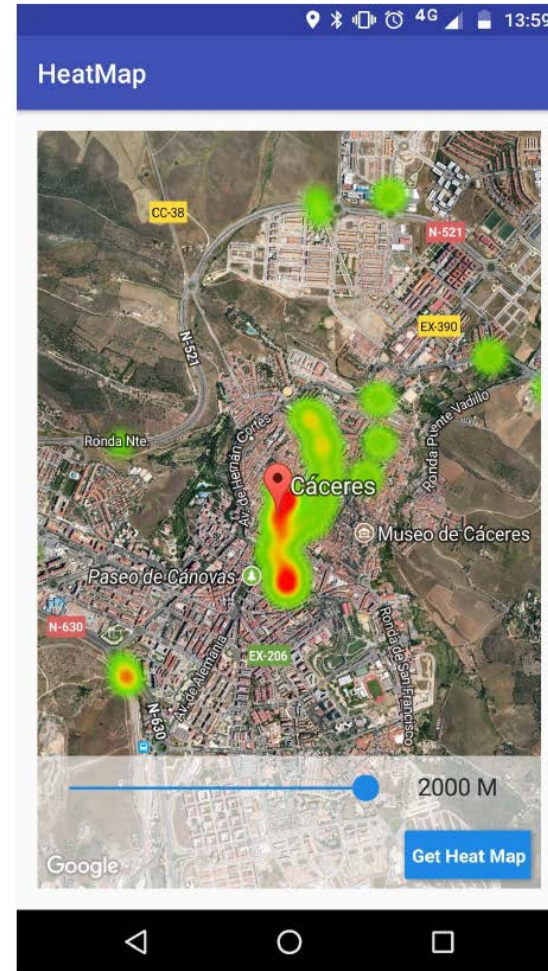 4G 13:59
HeatMap
CC-38
N-521
EX-390
N-521
Ronda Puente Vadillo
Ronda Nte.
Av. de Hernán Cortés
Cáceres
Museo de Cáceres
Paseo de Canovas
N-630
EX-206
Ronda de San Francisco
Av. de Alemania
N-630
2000 M
Get Heat Map
Google